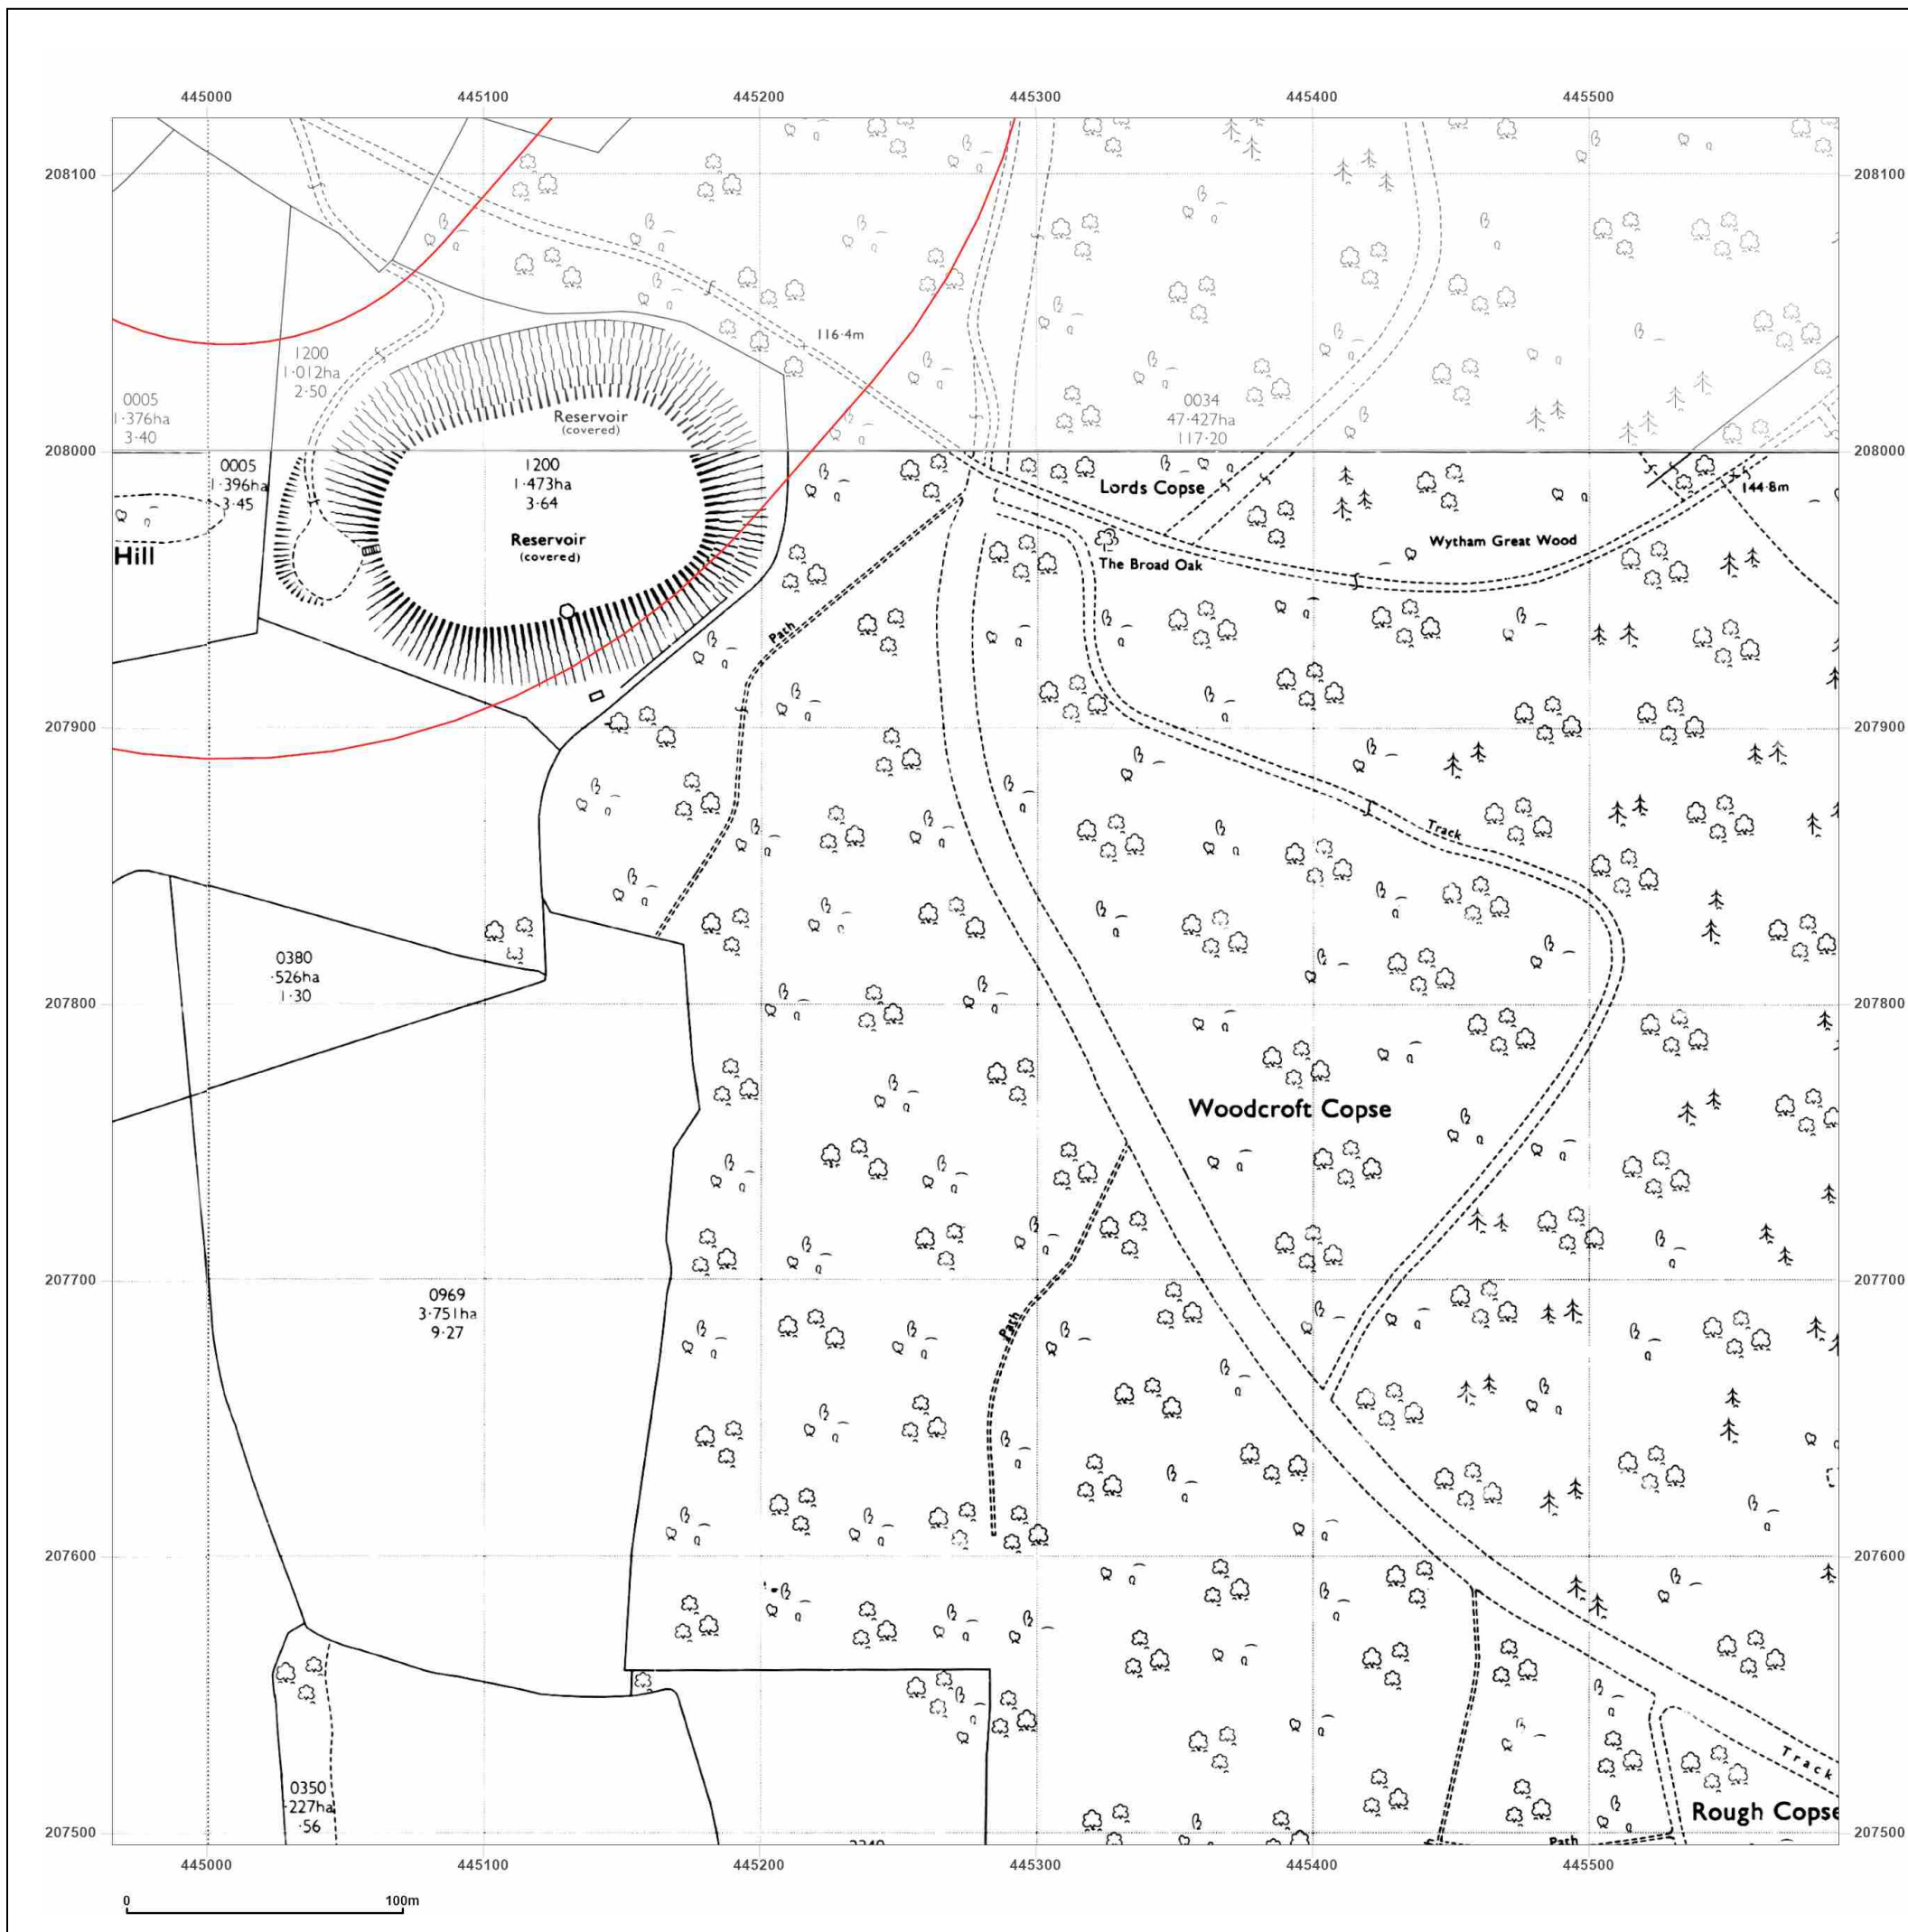 445000 445100 445200 445300 445400 445500
208100 208100
116·4m
1200
1·012ha
2·50
0005
1·376ha
3·40
Reservoir
(covered)
0034
47·427ha
117·20
208000 208000
0005
1·396ha
3·45
1200
1·473ha
3·64
Lords Copse
144·8m
Hill
Reservoir
(covered)
The Broad Oak
Wytham Great Wood
Path
207900 207900
Track
0380
·526ha
1·30
207800 207800
Woodcroft Copse
207700 207700
0969
3·751ha
9·27
Path
207600 207600
Track
0350
·227ha
·56
Rough Copse
207500 207500
Path
445000 445100 445200 445300 445400 445500
0 100m